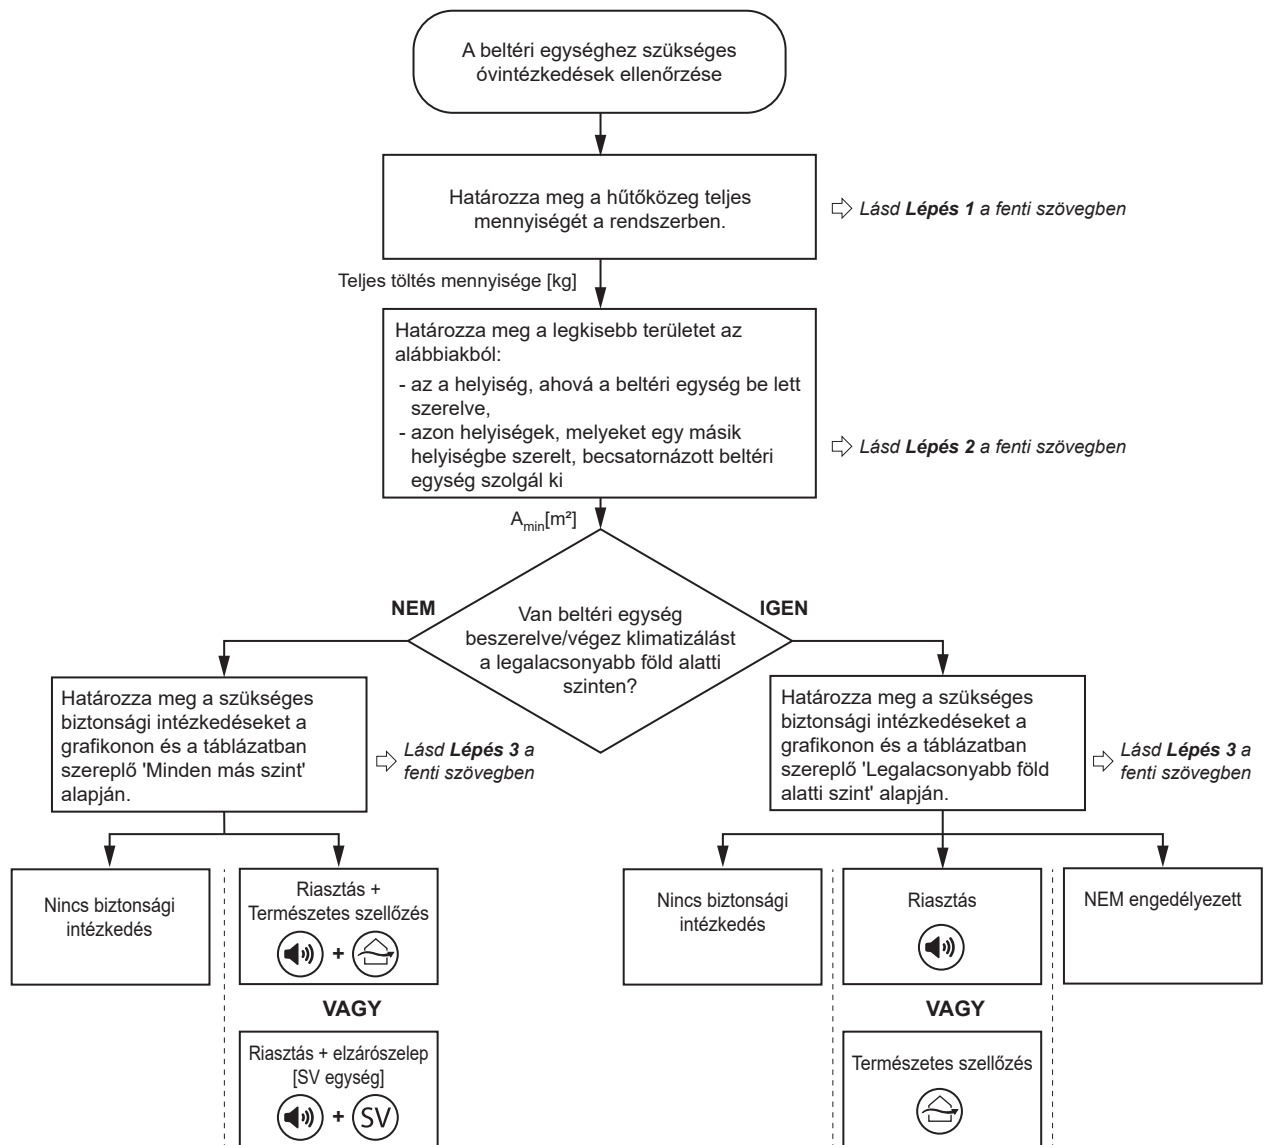 A beltéri egységhez szükséges
óvintézkedések ellenőrzése
Határozza meg a hűtőközeg teljes
mennyiségét a rendszerben.
Lásd Lépés 1 a fenti szövegben
Teljes töltés mennyisége [kg]
Határozza meg a legkisebb területet az
alábbiakból:
- az a helyiség, ahová a beltéri egység be lett
szerelve,
- azon helyiségek, melyeket egy másik
helyiségbe szerelt, becsatornázott beltéri
egység szolgál ki
Lásd Lépés 2 a fenti szövegben
Amin[m²]
NEM
IGEN
Van beltéri egység
beszerelve/végez klimatizálást
a legalacsonyabb föld alatti
szinten?
Határozza meg a szükséges
biztonsági intézkedéseket a
grafikonon és a táblázatban
szereplő 'Minden más szint'
alapján.
Lásd Lépés 3 a
fenti szövegben
Határozza meg a szükséges
biztonsági intézkedéseket a
grafikonon és a táblázatban
szereplő 'Legalacsonyabb föld
alatti szint' alapján.
Lásd Lépés 3 a
fenti szövegben
Nincs biztonsági
intézkedés
Riasztás +
Természetes szellőzés
+
VAGY
Riasztás + elzárószelep
[SV egység]
+ SV
Nincs biztonsági
intézkedés
Riasztás
VAGY
Természetes szellőzés
NEM engedélyezett